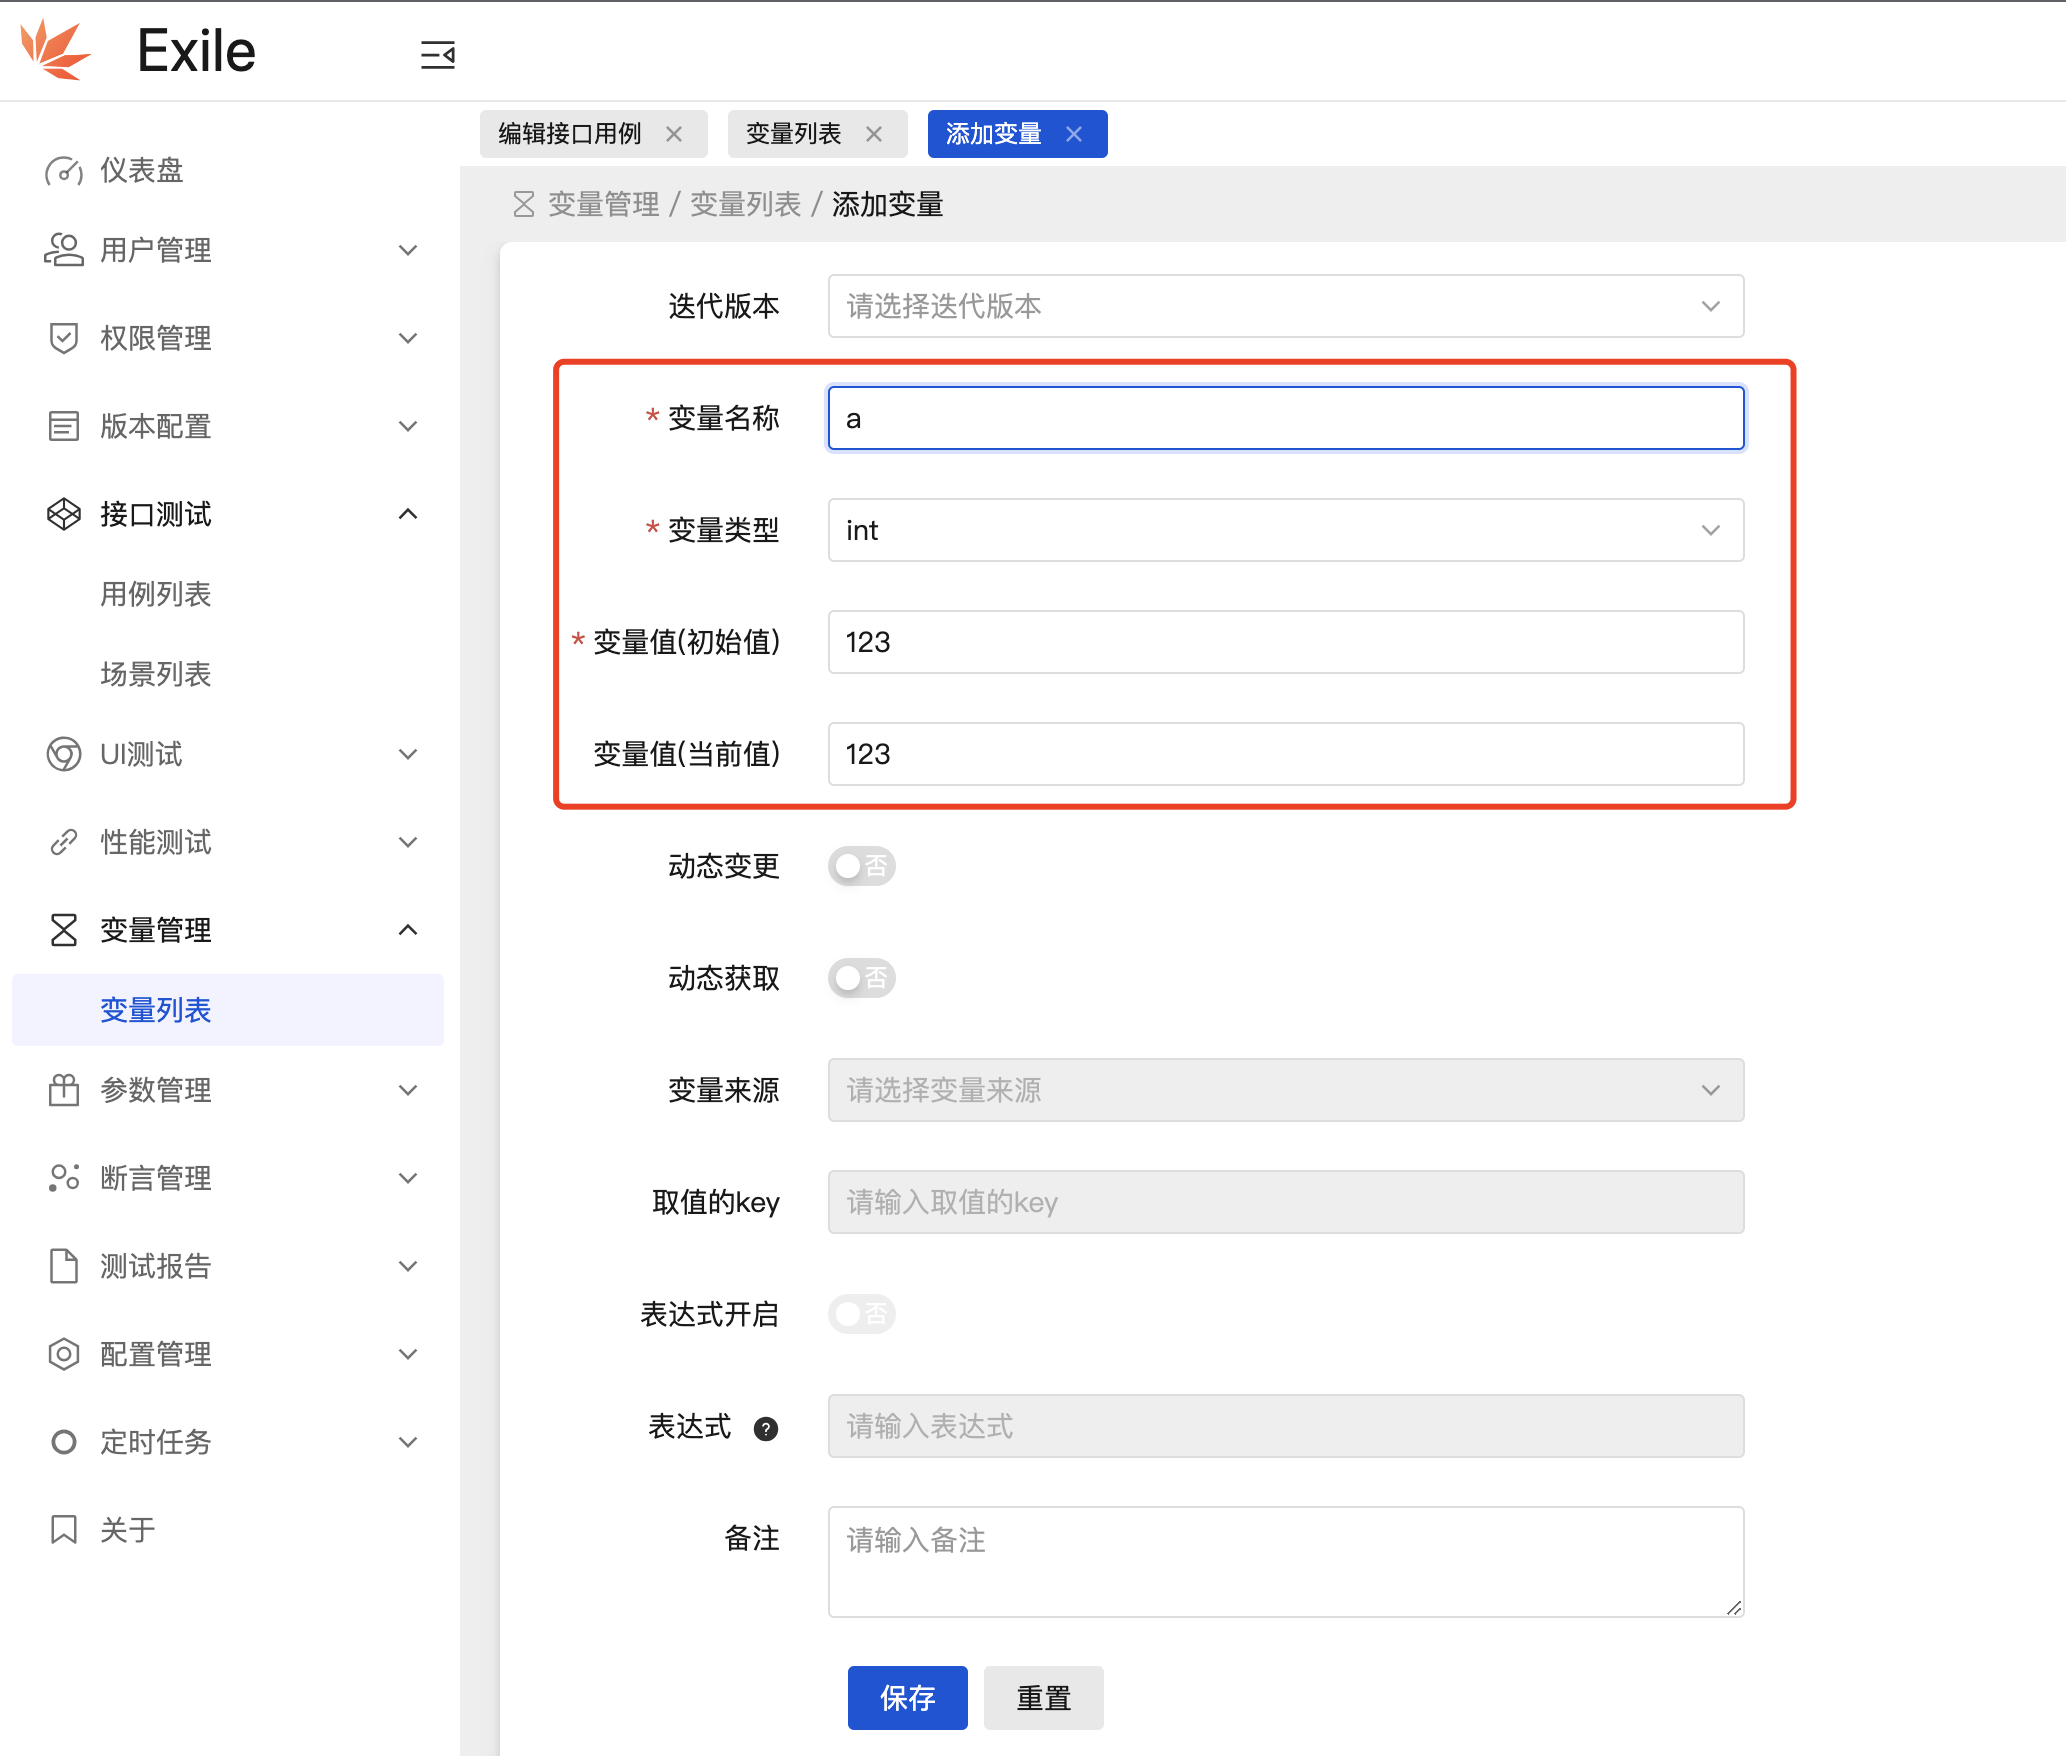 Exile
编辑接口用例
变量列表
添加变量
变量管理 / 变量列表 / 添加变量
仪表盘
用户管理
权限管理
版本配置
接口测试
用例列表
场景列表
UI测试
性能测试
变量管理
变量列表
参数管理
断言管理
测试报告
配置管理
定时任务
关于
迭代版本 请选择迭代版本
* 变量名称 a
* 变量类型 int
* 变量值(初始值) 123
变量值(当前值) 123
动态变更 否
动态获取 否
变量来源 请选择变量来源
取值的key 请输入取值的key
表达式开启 否
表达式 ? 请输入表达式
备注 请输入备注
保存 重置